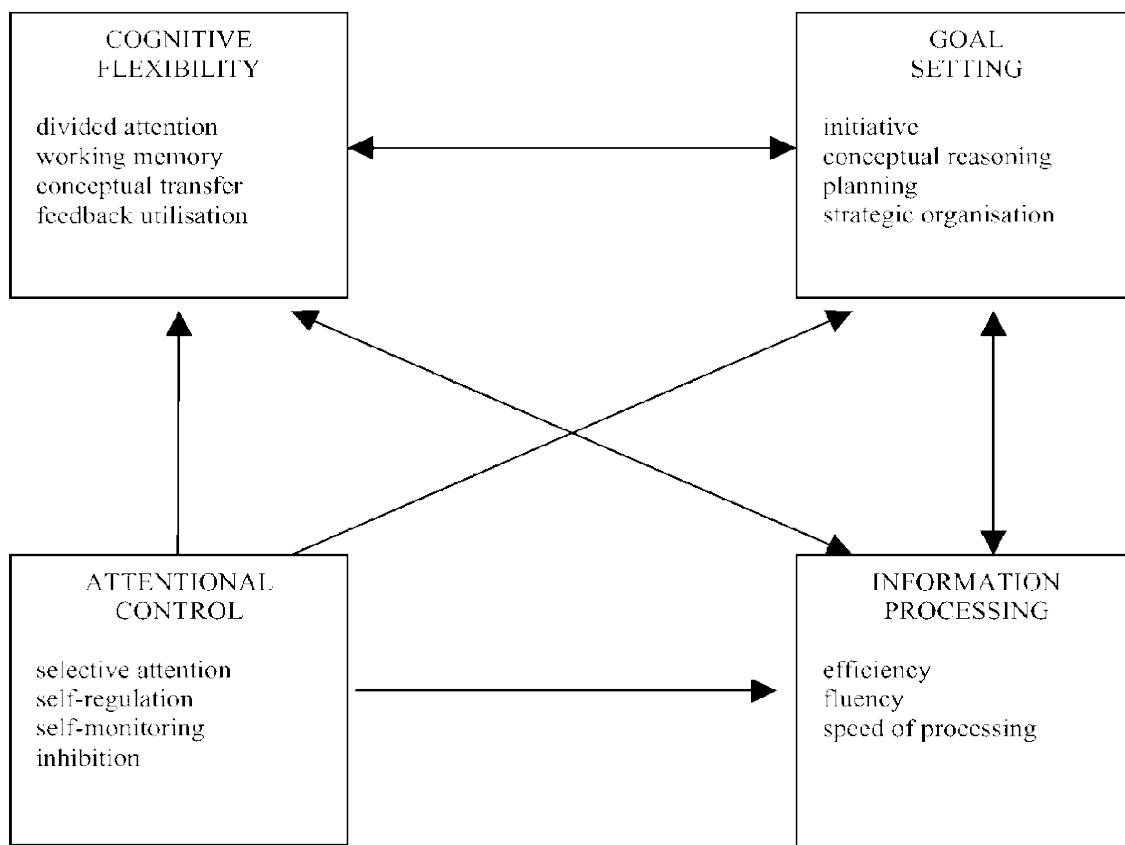 COGNITIVE
FLEXIBILITY
divided attention
working memory
conceptual transfer
feedback utilisation
GOAL
SETTING
initiative
conceptual reasoning
planning
strategic organisation
ATTENTIONAL
CONTROL
selective attention
self-regulation
self-monitoring
inhibition
INFORMATION
PROCESSING
efficiency
fluency
speed of processing